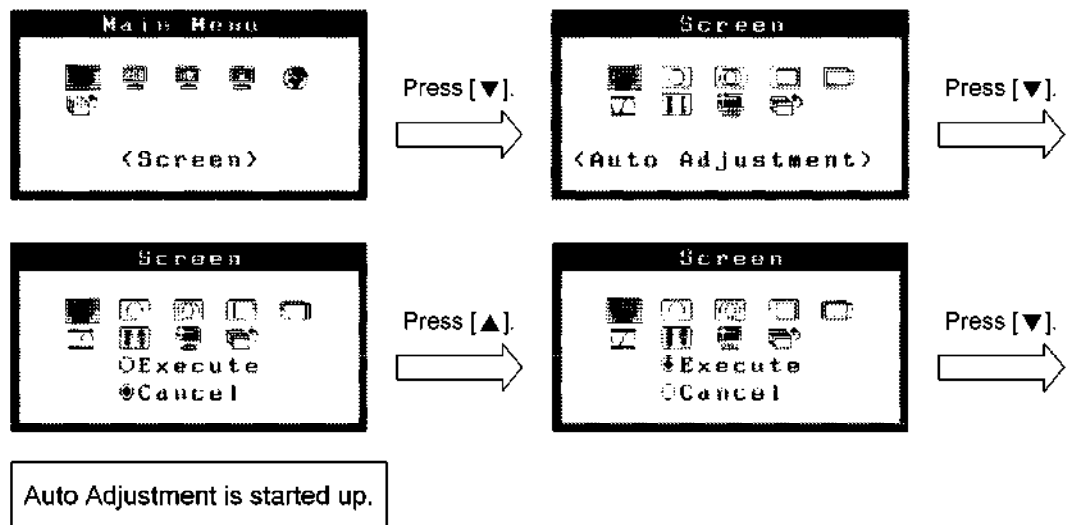 Main Menu
<Screen>
Press [▼].
Screen
<Auto Adjustment>
Press [▼].
Screen
○Execute
◉Cancel
Press [▲].
Screen
◉Execute
○Cancel
Press [▼].
Auto Adjustment is started up.